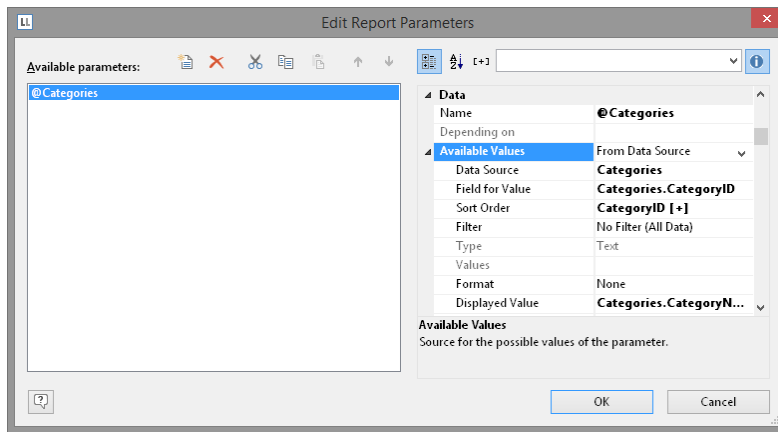 LL Edit Report Parameters
Available parameters:
[+]
@Categories
Data
Name @Categories
Depending on
Available Values From Data Source
Data Source Categories
Field for Value Categories.CategoryID
Sort Order CategoryID [+]
Filter No Filter (All Data)
Type Text
Values
Format None
Displayed Value Categories.CategoryN...
Available Values
Source for the possible values of the parameter.
OK Cancel